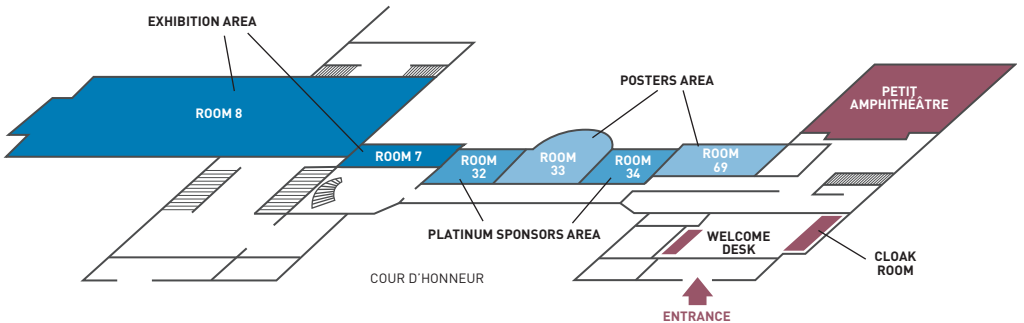 EXHIBITION AREA
POSTERS AREA
PETIT
AMPHITHÉÂTRE
ROOM 8
ROOM 7
ROOM
32
ROOM
33
ROOM
34
ROOM
69
PLATINUM SPONSORS AREA
WELCOME
DESK
CLOAK
ROOM
COUR D'HONNEUR
ENTRANCE